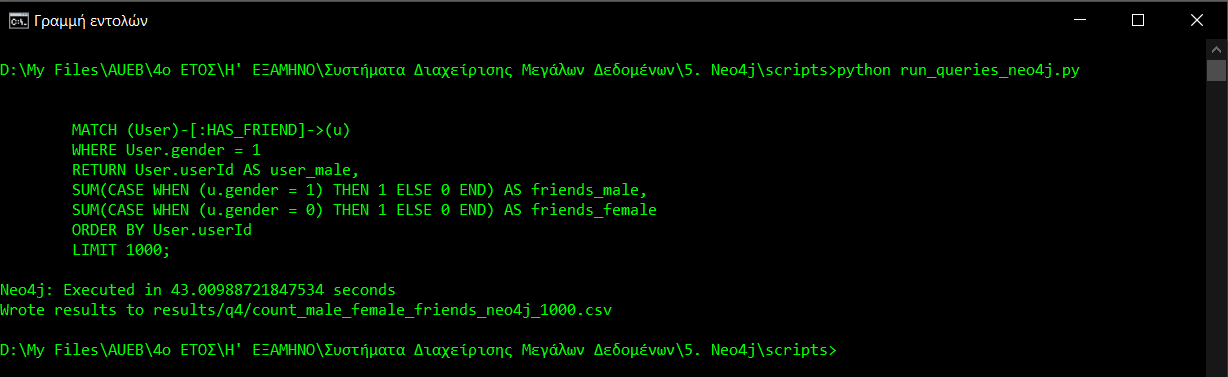 Γραμμή εντολών
D:\My Files\AUEB\4ο ΕΤΟΣ\Η' ΕΞΑΜΗΝΟ\Συστήματα Διαχείρισης Μεγάλων Δεδομένων\5. Neo4j\scripts>python run_queries_neo4j.py
MATCH (User)-[:HAS_FRIEND]->(u)
WHERE User.gender = 1
RETURN User.userId AS user_male,
SUM(CASE WHEN (u.gender = 1) THEN 1 ELSE 0 END) AS friends_male,
SUM(CASE WHEN (u.gender = 0) THEN 1 ELSE 0 END) AS friends_female
ORDER BY User.userId
LIMIT 1000;
Neo4j: Executed in 43.00988721847534 seconds
Wrote results to results/q4/count_male_female_friends_neo4j_1000.csv
D:\My Files\AUEB\4ο ΕΤΟΣ\Η' ΕΞΑΜΗΝΟ\Συστήματα Διαχείρισης Μεγάλων Δεδομένων\5. Neo4j\scripts>